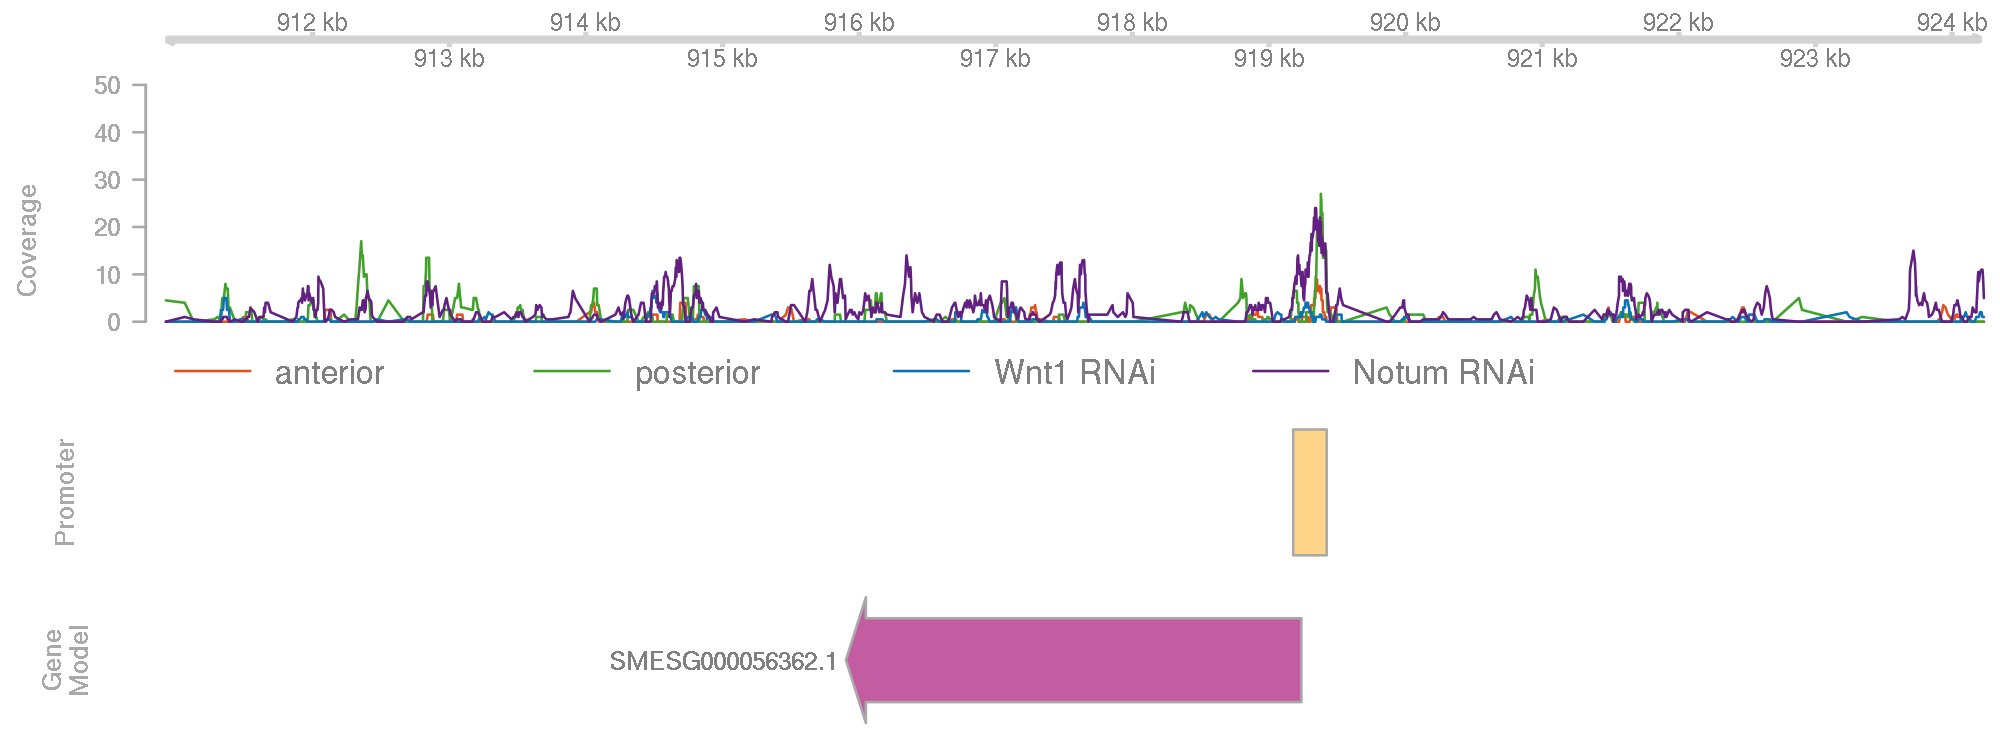 912 kb 914 kb 916 kb 918 kb 920 kb 922 kb 924 kb
913 kb 915 kb 917 kb 919 kb 921 kb 923 kb
50
40
30
20
10
0
Coverage
anterior posterior Wnt1 RNAi Notum RNAi
Promoter
Gene
Model
SMESG000056362.1